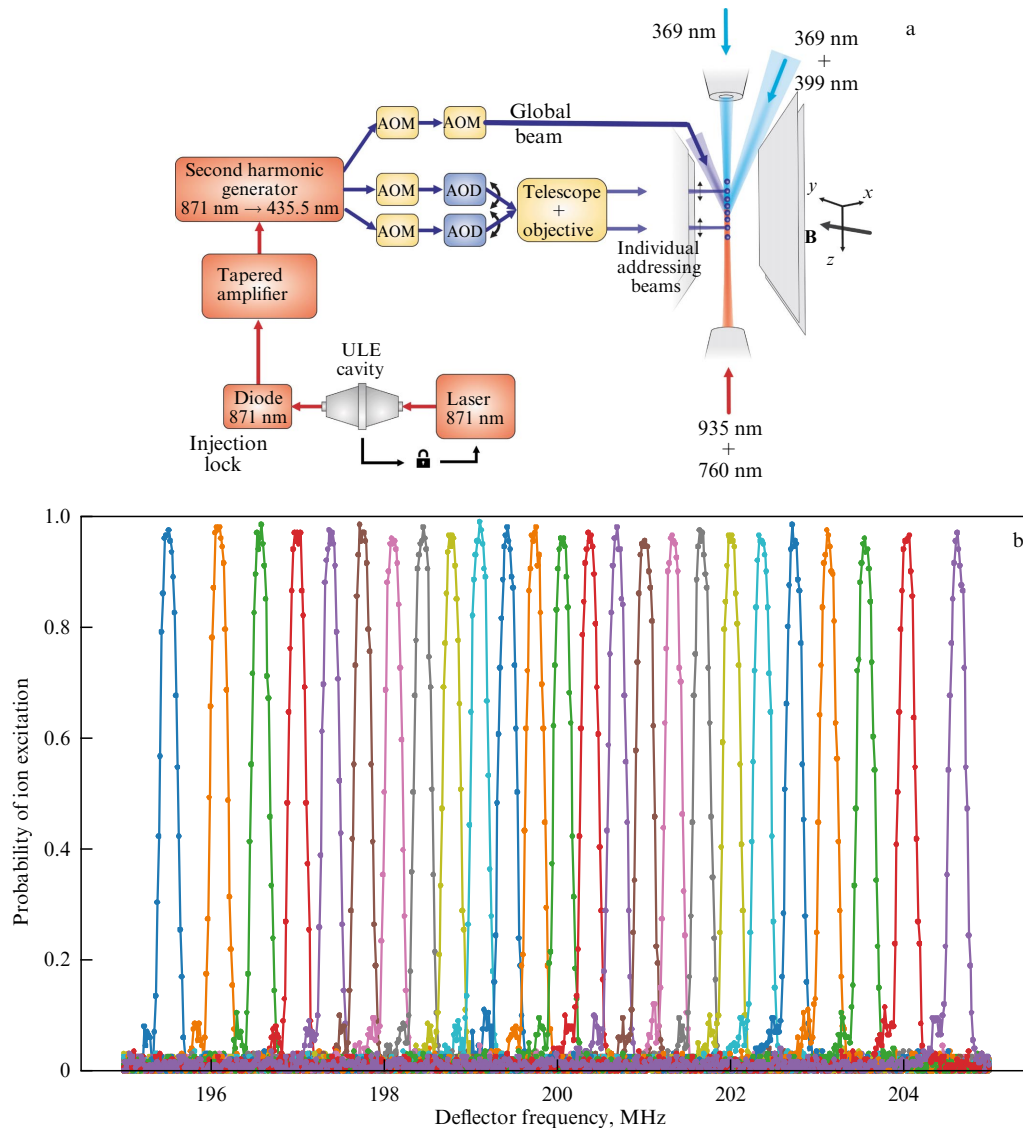 369 nm
a
369 nm
+
399 nm
AOM
AOM
Global
beam
Second harmonic
generator
871 nm → 435.5 nm
AOM
AOD
AOM
AOD
Telescope
+
objective
Individual
addressing
beams
y
x
B
z
Tapered
amplifier
ULE
cavity
Diode
871 nm
Laser
871 nm
Injection
lock
935 nm
+
760 nm
b
Probability of ion excitation
1.0
0.8
0.6
0.4
0.2
0
196
198
200
202
204
Deflector frequency, MHz